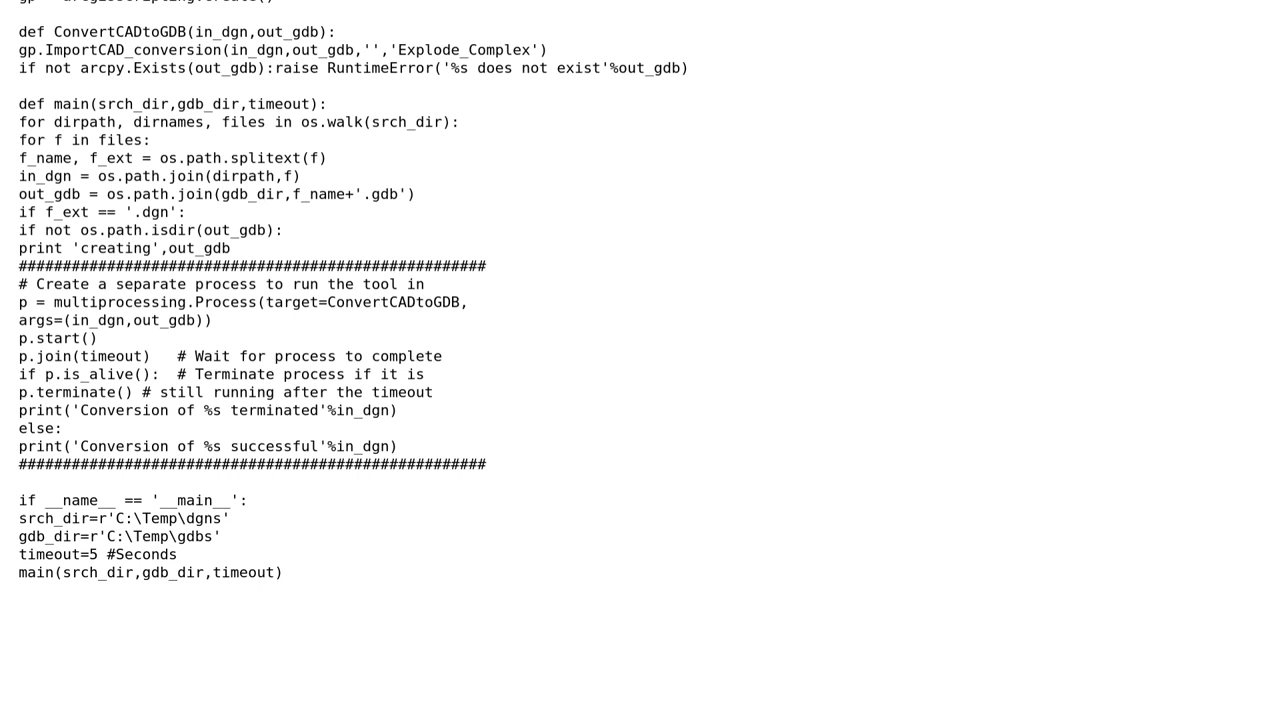 def ConvertCADtoGDB(in_dgn,out_gdb):
gp.ImportCAD_conversion(in_dgn,out_gdb,'','Explode_Complex')
if not arcpy.Exists(out_gdb):raise RuntimeError('%s does not exist'%out_gdb)

def main(srch_dir,gdb_dir,timeout):
for dirpath, dirnames, files in os.walk(srch_dir):
for f in files:
f_name, f_ext = os.path.splitext(f)
in_dgn = os.path.join(dirpath,f)
out_gdb = os.path.join(gdb_dir,f_name+'.gdb')
if f_ext == '.dgn':
if not os.path.isdir(out_gdb):
print 'creating',out_gdb
#####################################################
# Create a separate process to run the tool in
p = multiprocessing.Process(target=ConvertCADtoGDB,
args=(in_dgn,out_gdb))
p.start()
p.join(timeout)   # Wait for process to complete
if p.is_alive():  # Terminate process if it is
p.terminate() # still running after the timeout
print('Conversion of %s terminated'%in_dgn)
else:
print('Conversion of %s successful'%in_dgn)
#####################################################

if __name__ == '__main__':
srch_dir=r'C:\Temp\dgns'
gdb_dir=r'C:\Temp\gdbs'
timeout=5 #Seconds
main(srch_dir,gdb_dir,timeout)